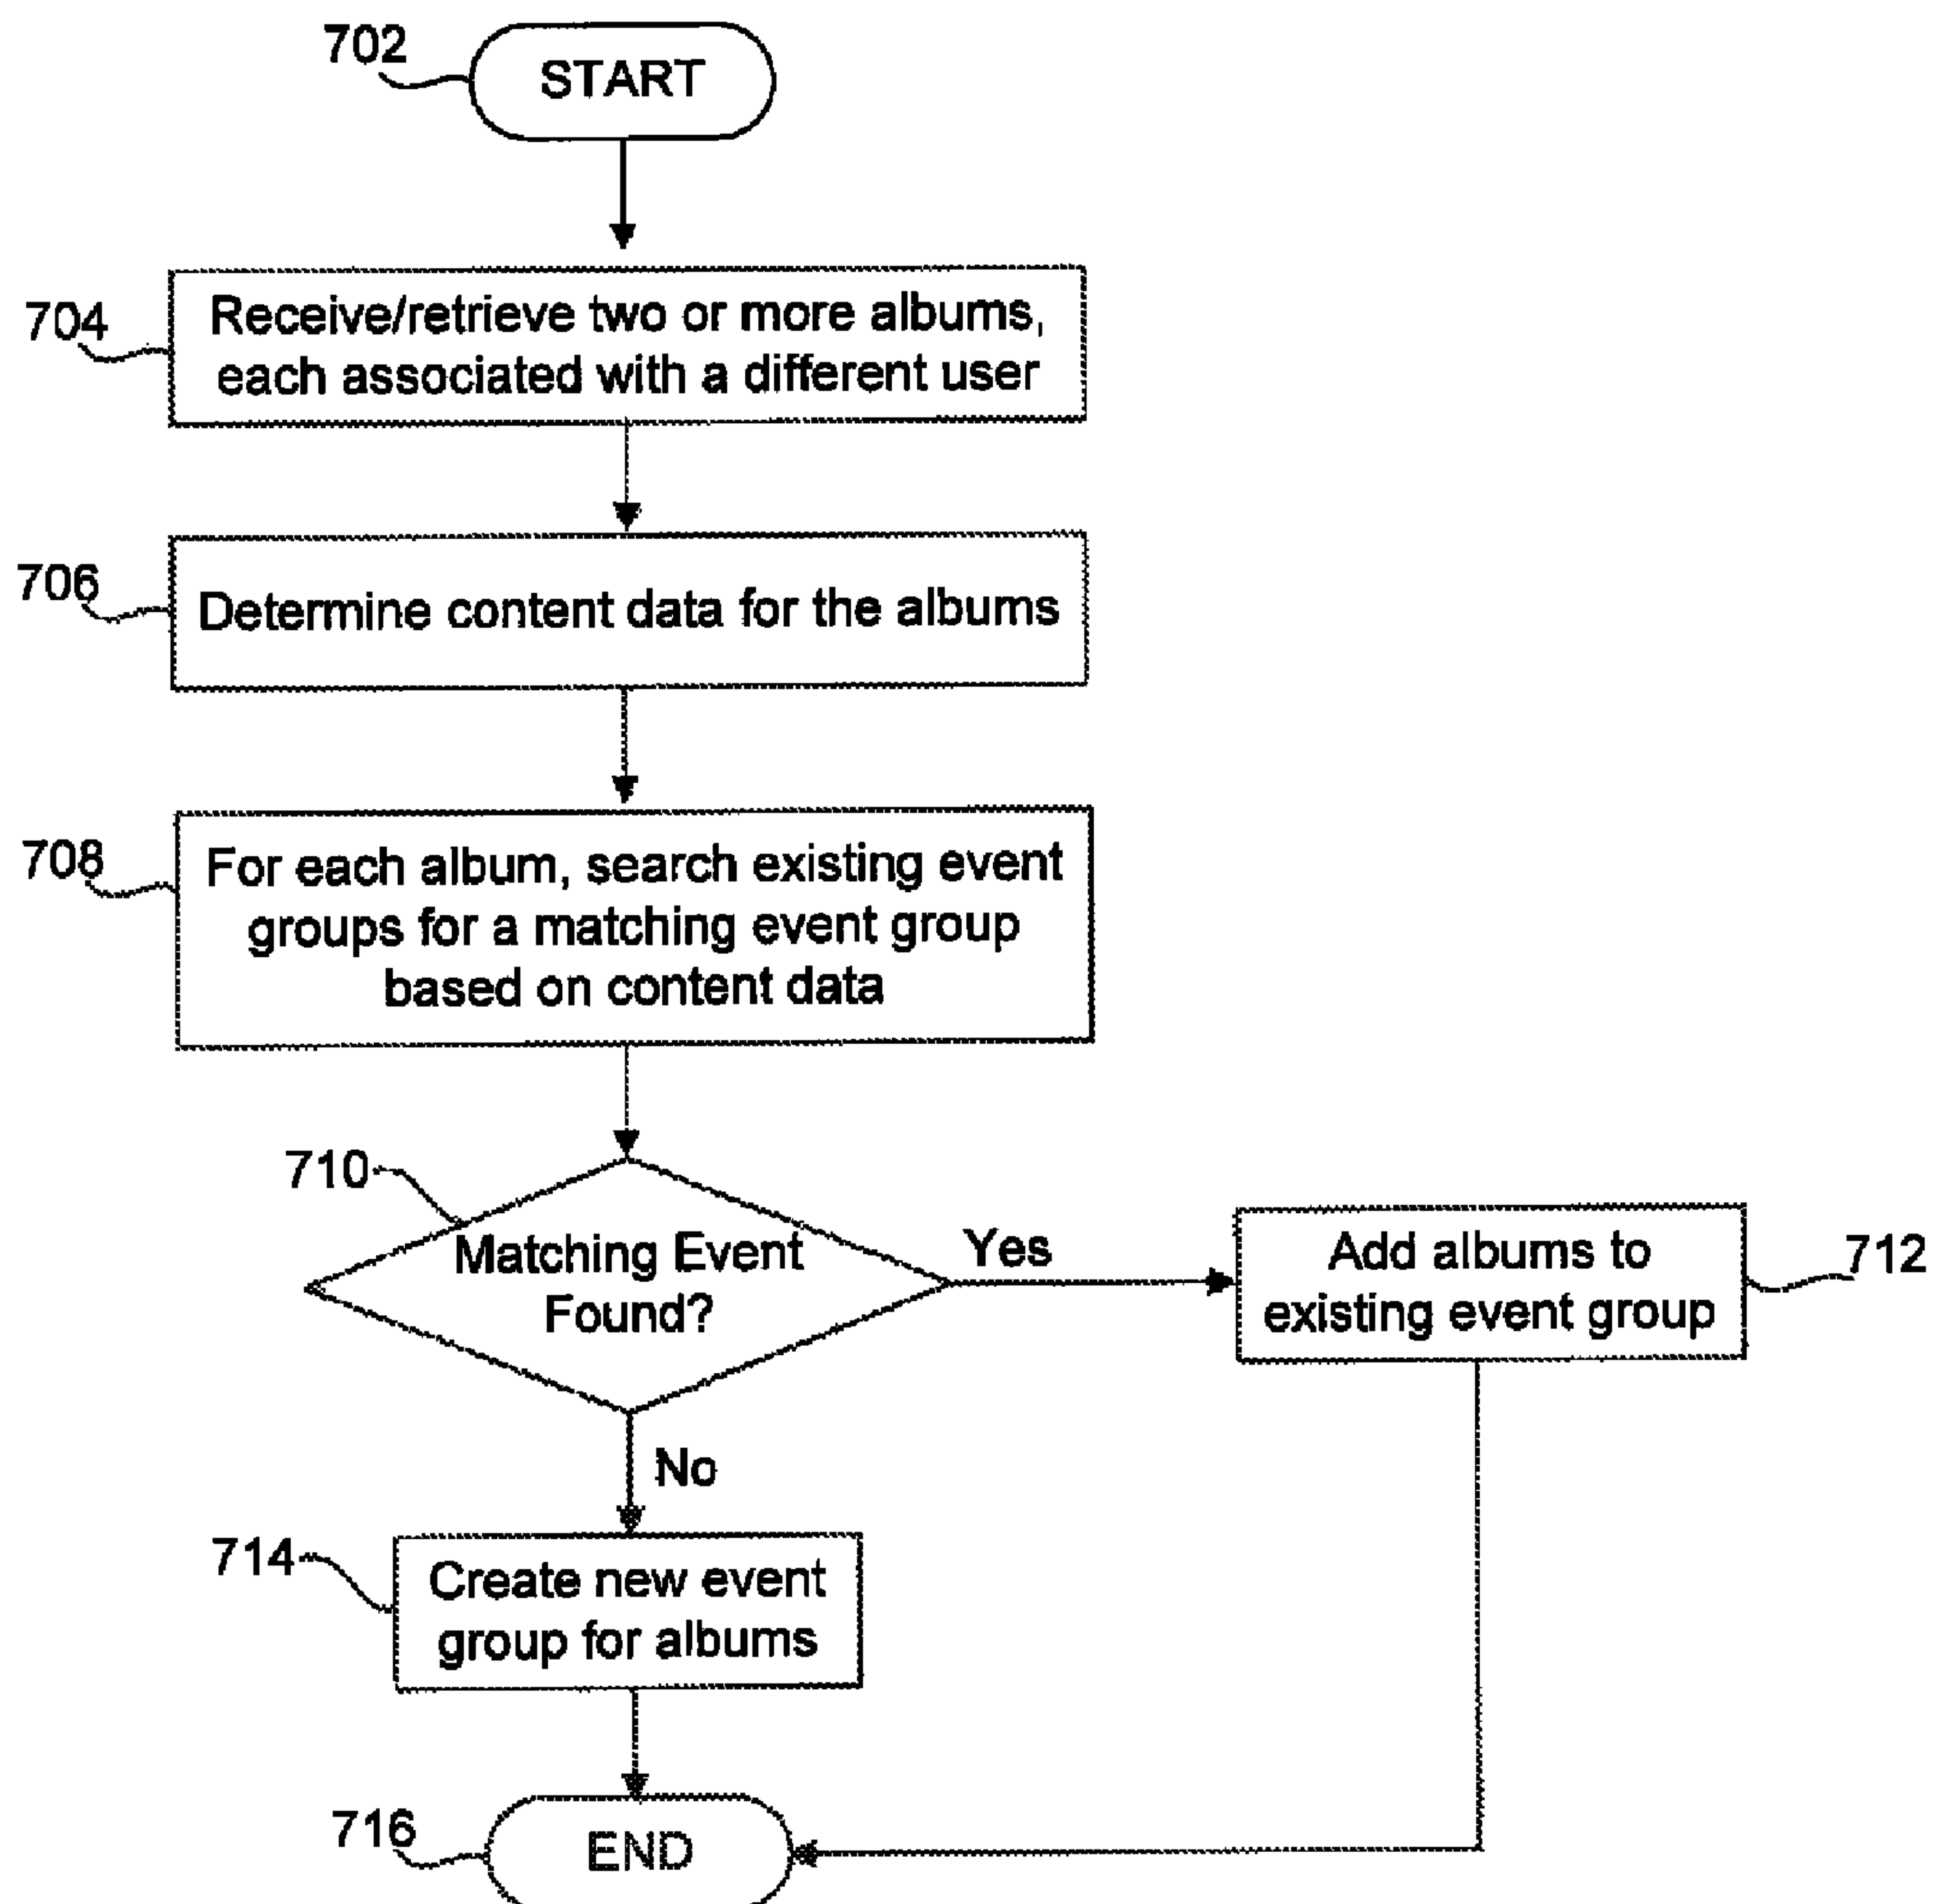 702
START
704
Receive/retrieve two or more albums,
each associated with a different user
706
Determine content data for the albums
708
For each album, search existing event
groups for a matching event group
based on content data
710
Matching Event
Found?
Yes
Add albums to
existing event group
712
No
714
Create new event
group for albums
716
END